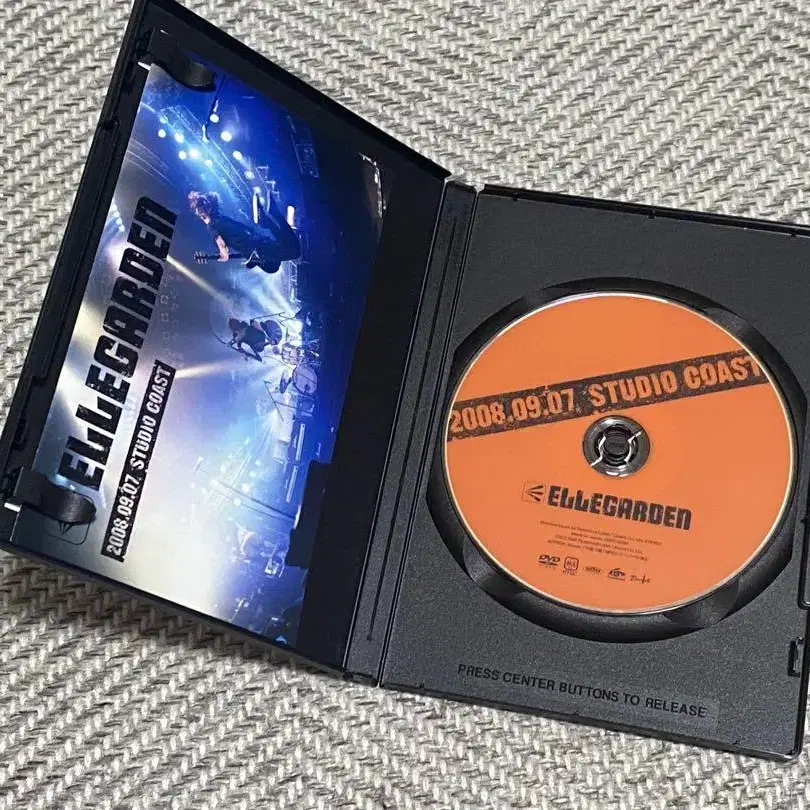 ELLEGARDEN
2008.09.07 STUDIO COAST
2008.09.07 STUDIO COAST
ELLEGARDEN
DVD
PRESS CENTER BUTTONS TO RELEASE